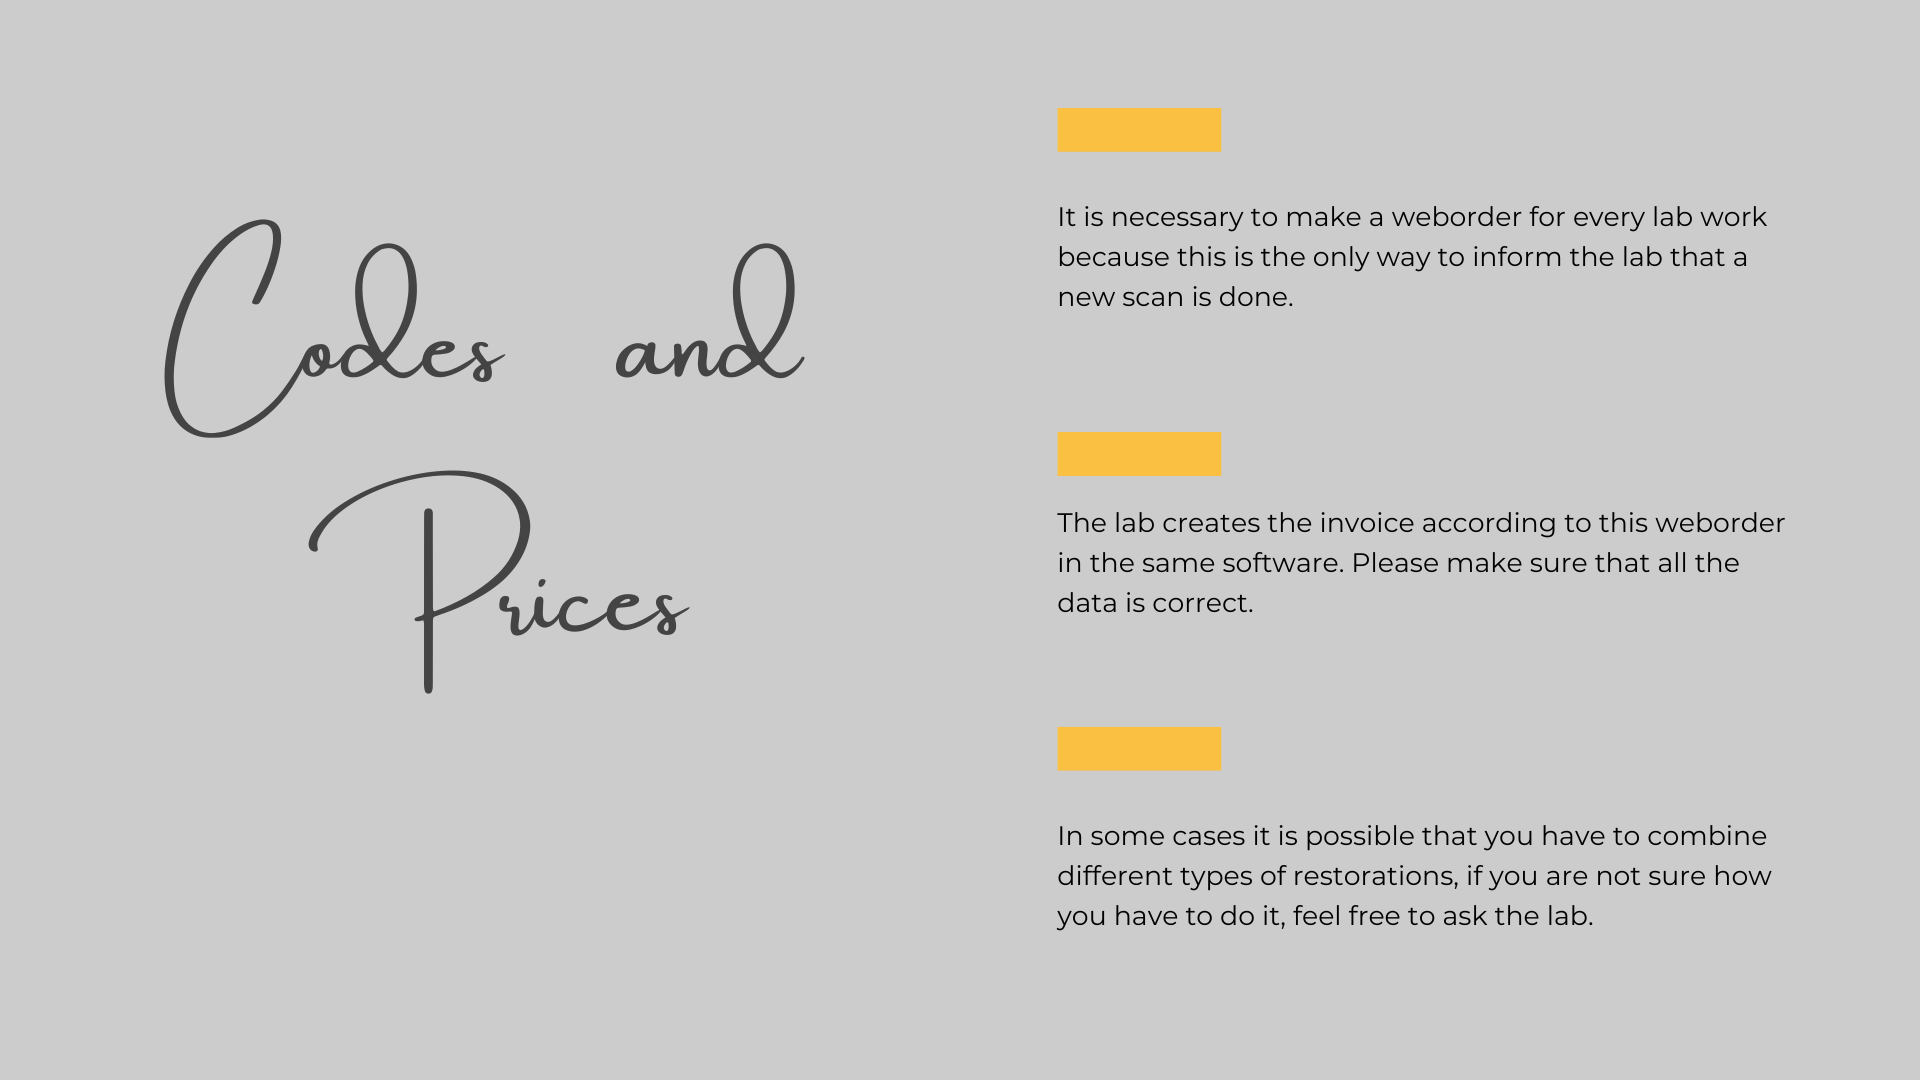 Codes and
Prices
It is necessary to make a weborder for every lab work
because this is the only way to inform the lab that a
new scan is done.
The lab creates the invoice according to this weborder
in the same software. Please make sure that all the
data is correct.
In some cases it is possible that you have to combine
different types of restorations, if you are not sure how
you have to do it, feel free to ask the lab.